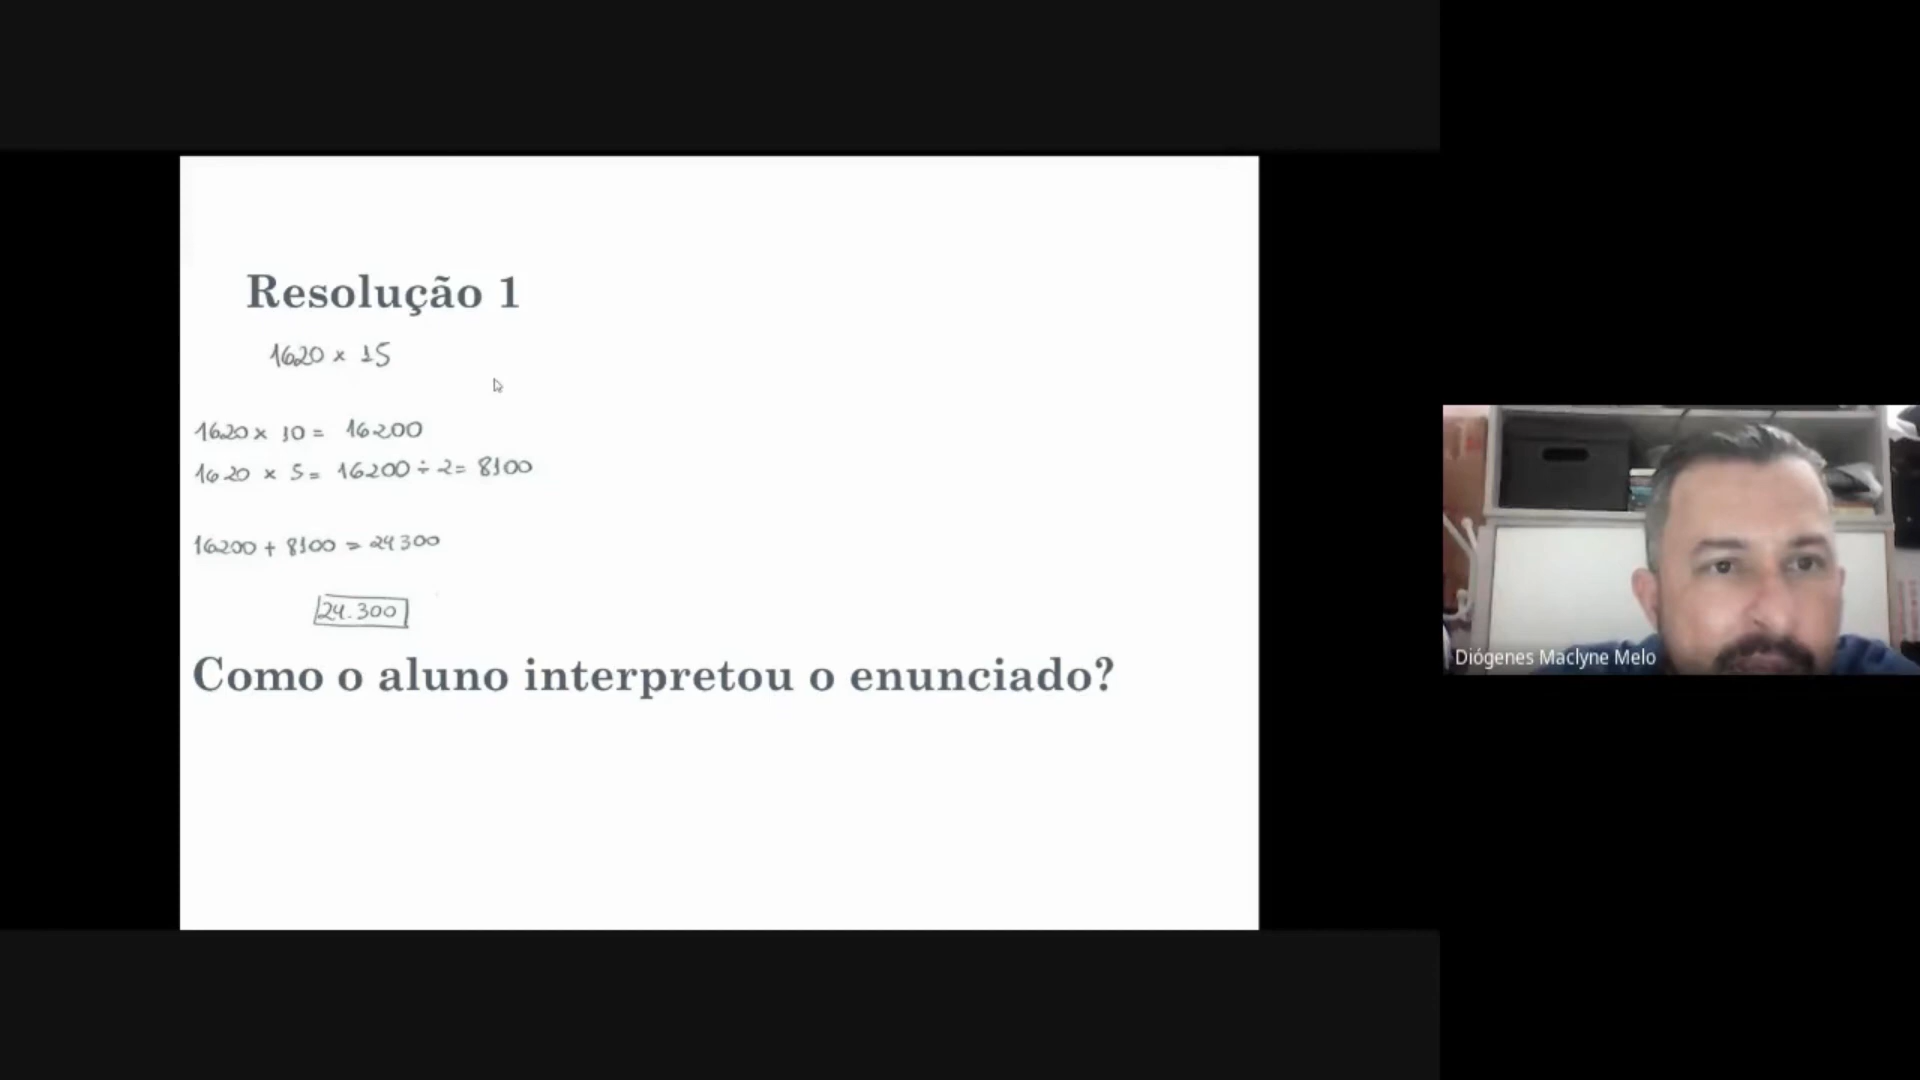 Resolução 1
1620 x 15
1620 x 10 = 16200
1620 x 5 = 16200 ÷ 2 = 8100
16200 + 8100 = 24300
24.300
Como o aluno interpretou o enunciado?
Diógenes Maclyne Melo